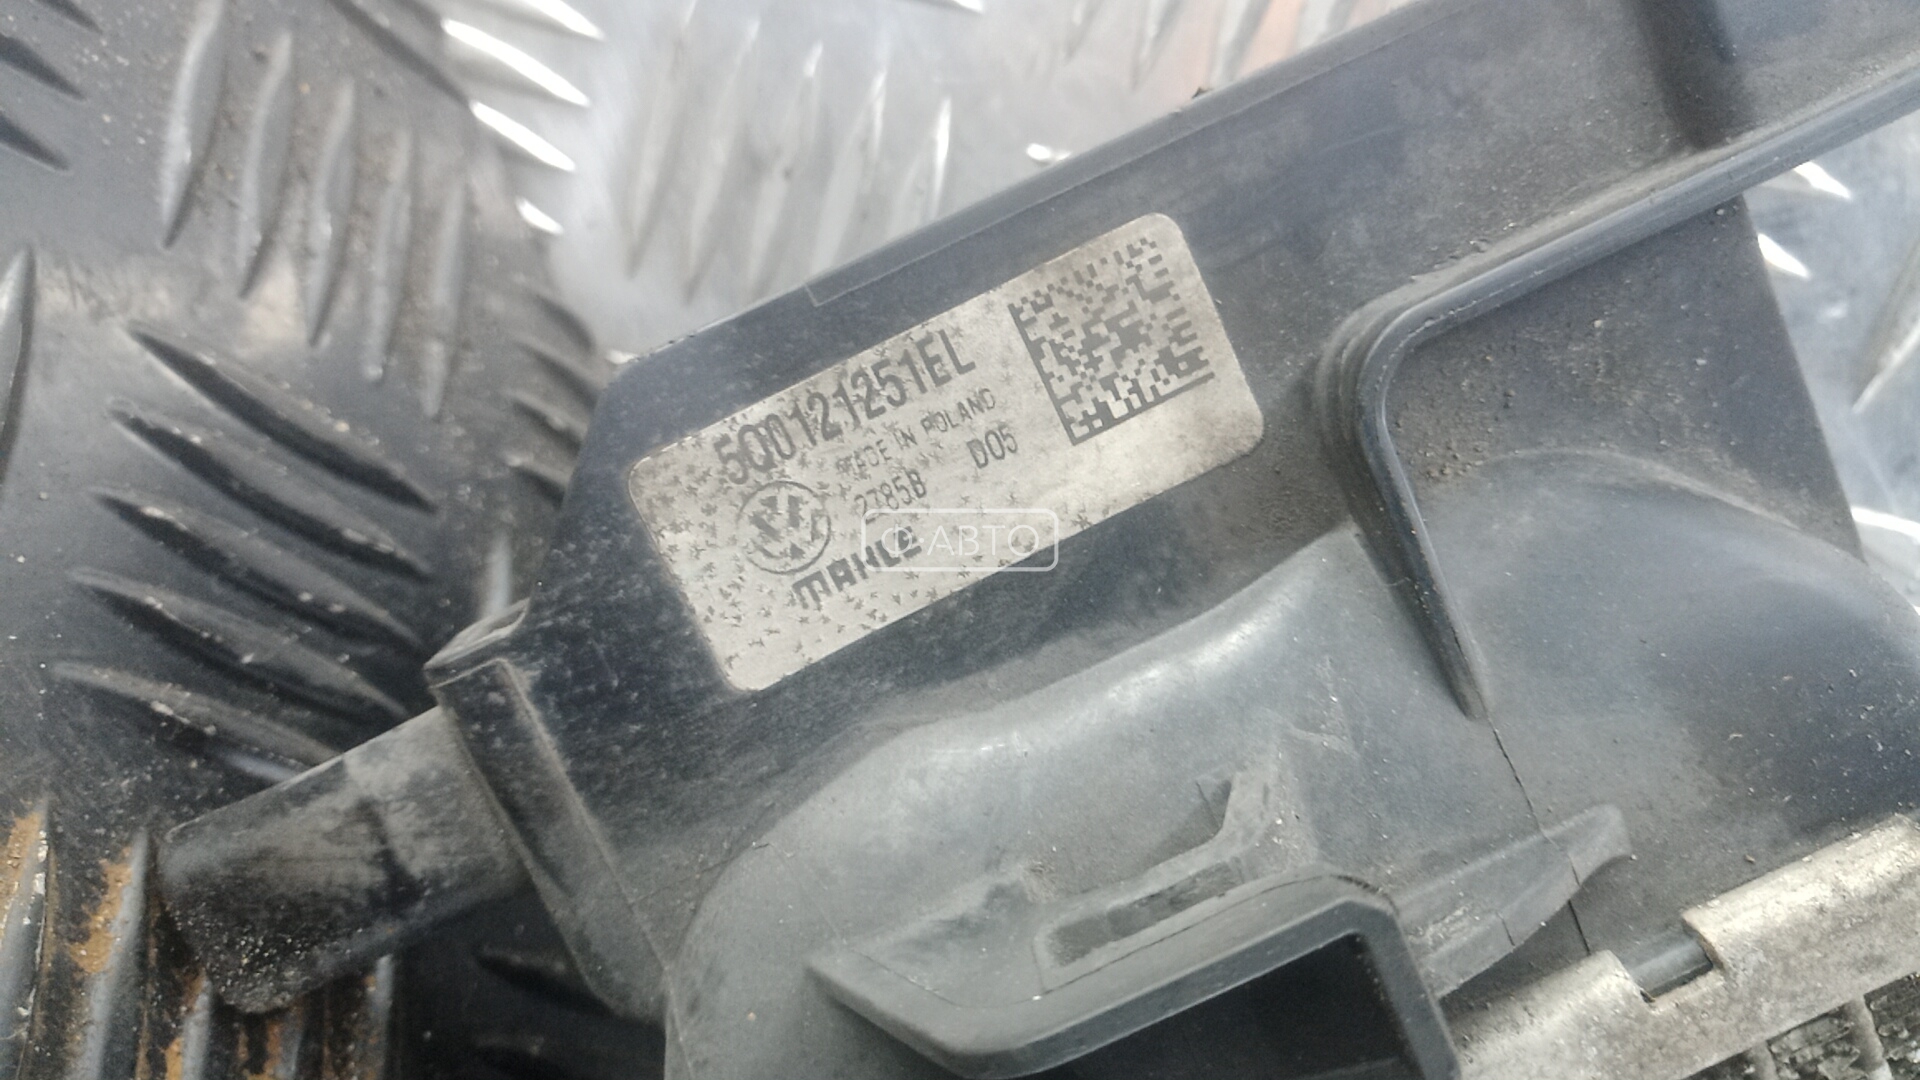 5Q0121251EL
MADE IN POLAND
2785B D05
MAHLE
АВТО